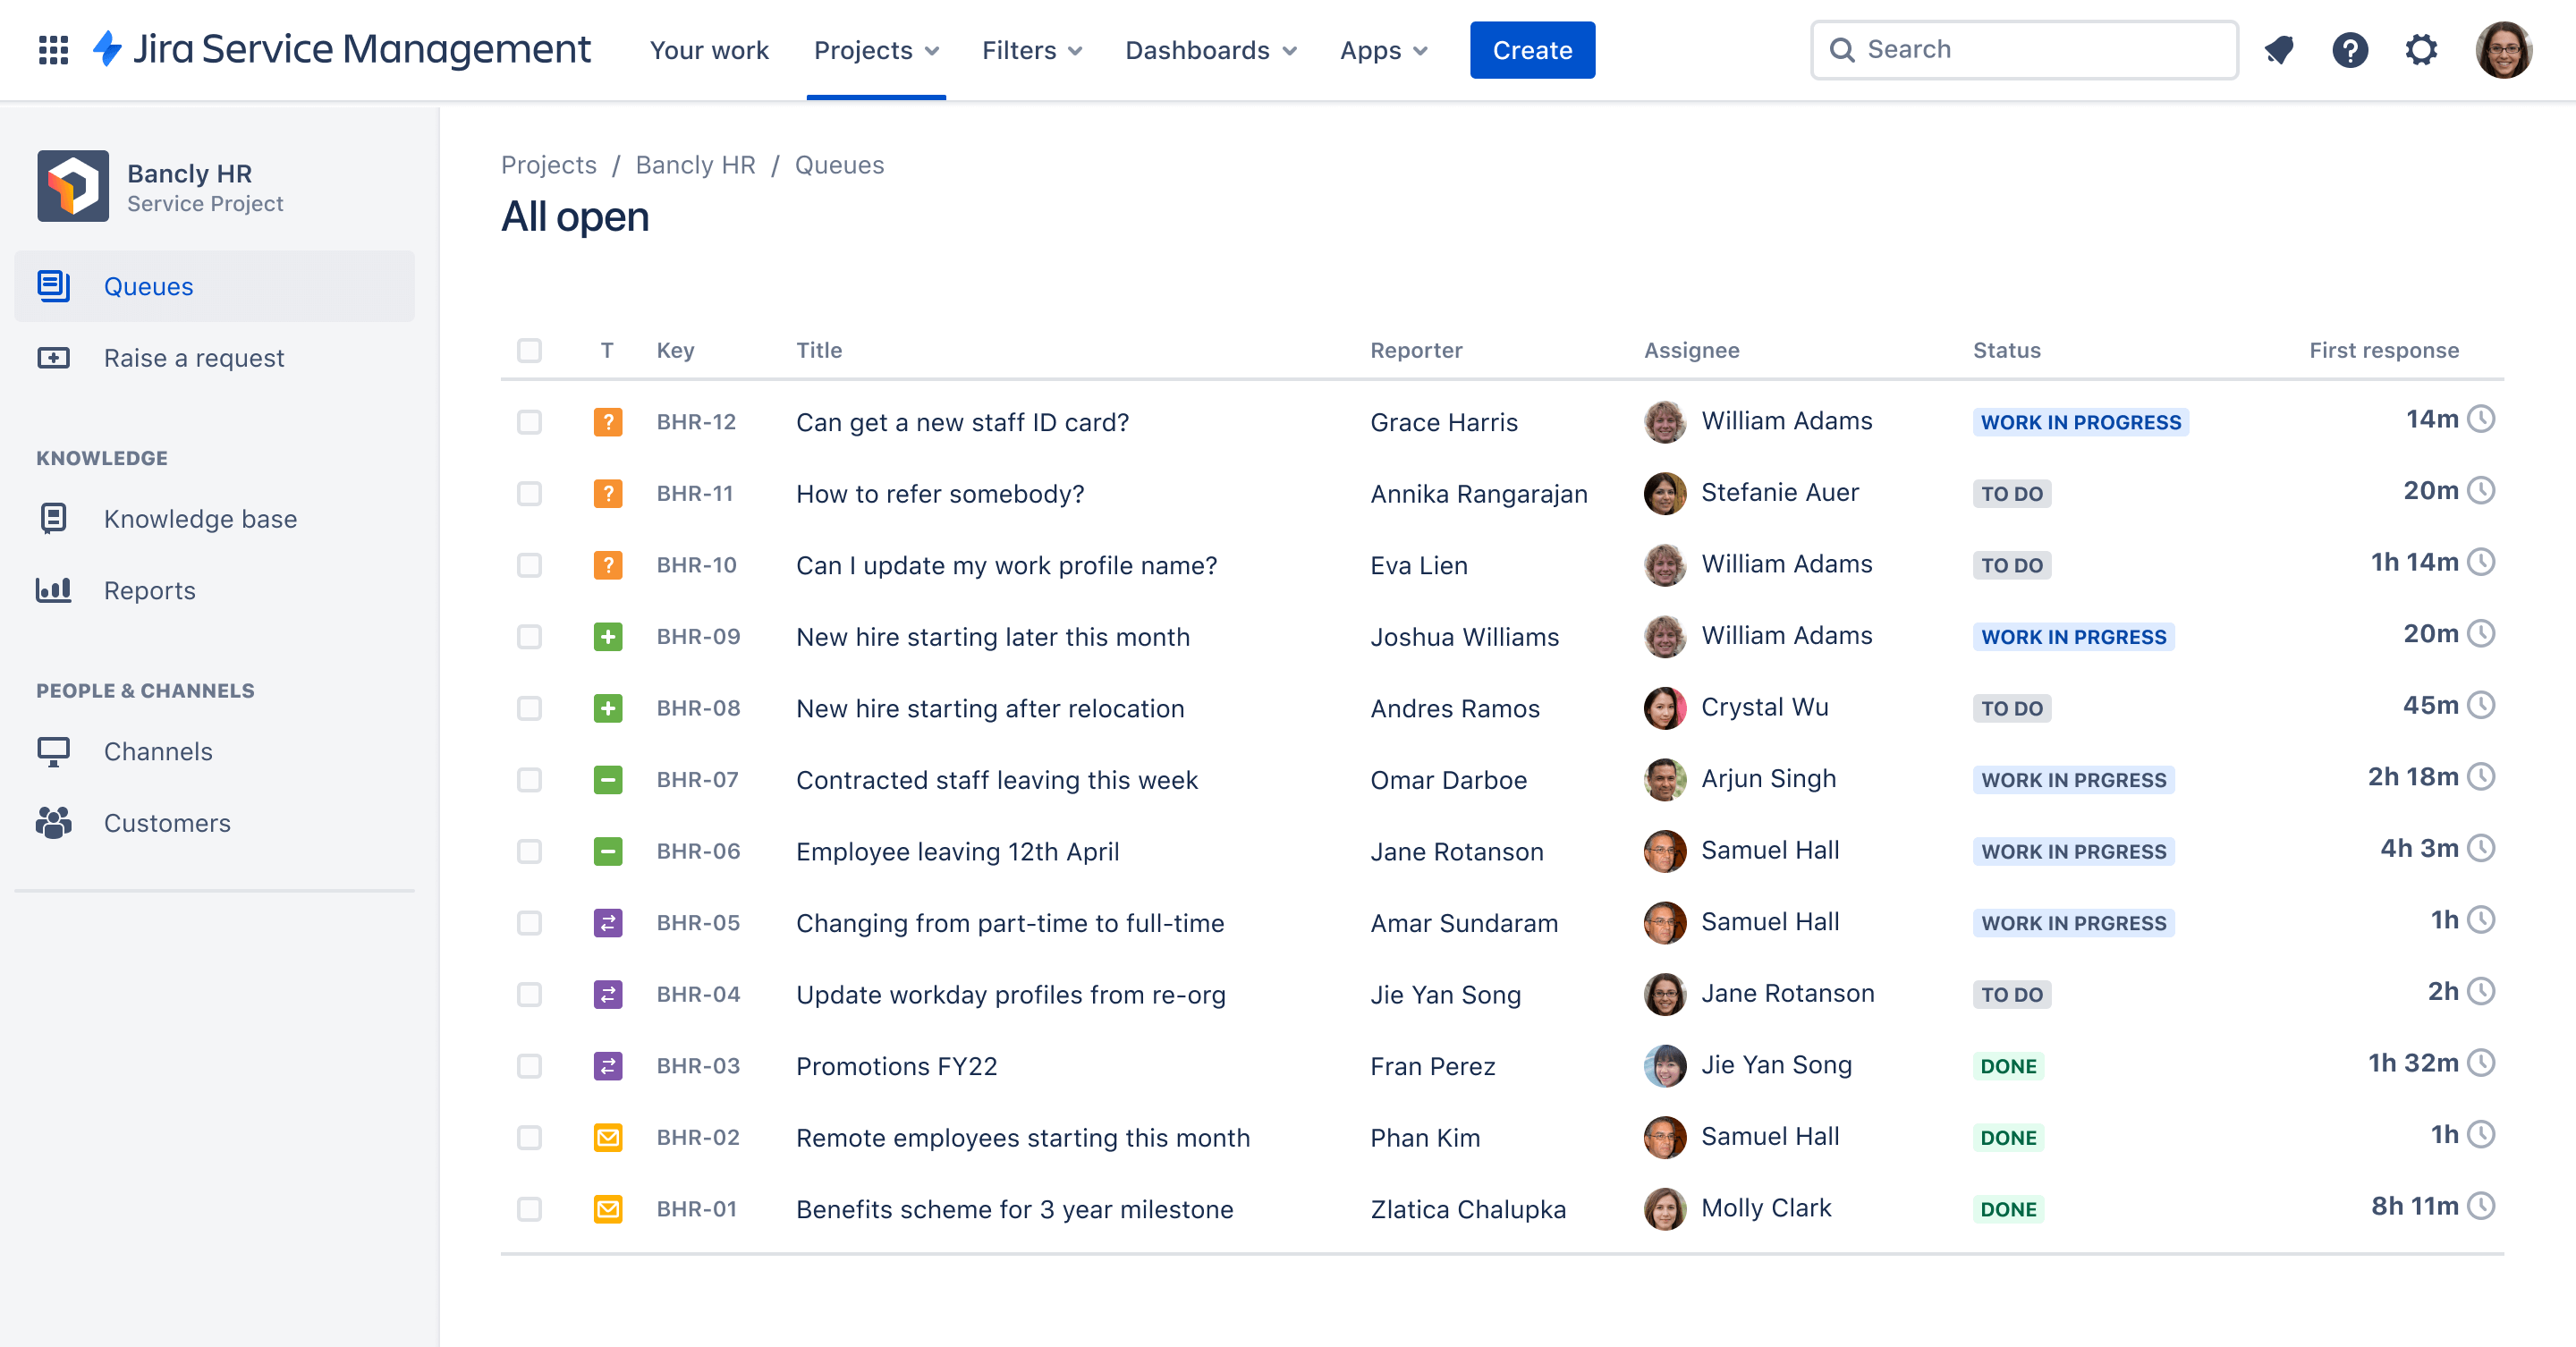 Jira Service Management Your work Projects Filters Dashboards Apps Create Search
Bancly HR
Service Project
Queues
Raise a request
KNOWLEDGE
Knowledge base
Reports
PEOPLE & CHANNELS
Channels
Customers
Projects / Bancly HR / Queues
All open
T Key Title Reporter Assignee Status First response
? BHR-12 Can get a new staff ID card? Grace Harris William Adams WORK IN PROGRESS 14m
? BHR-11 How to refer somebody? Annika Rangarajan Stefanie Auer TO DO 20m
? BHR-10 Can I update my work profile name? Eva Lien William Adams TO DO 1h 14m
BHR-09 New hire starting later this month Joshua Williams William Adams WORK IN PRGRESS 20m
BHR-08 New hire starting after relocation Andres Ramos Crystal Wu TO DO 45m
BHR-07 Contracted staff leaving this week Omar Darboe Arjun Singh WORK IN PRGRESS 2h 18m
BHR-06 Employee leaving 12th April Jane Rotanson Samuel Hall WORK IN PRGRESS 4h 3m
BHR-05 Changing from part-time to full-time Amar Sundaram Samuel Hall WORK IN PRGRESS 1h
BHR-04 Update workday profiles from re-org Jie Yan Song Jane Rotanson TO DO 2h
BHR-03 Promotions FY22 Fran Perez Jie Yan Song DONE 1h 32m
BHR-02 Remote employees starting this month Phan Kim Samuel Hall DONE 1h
BHR-01 Benefits scheme for 3 year milestone Zlatica Chalupka Molly Clark DONE 8h 11m